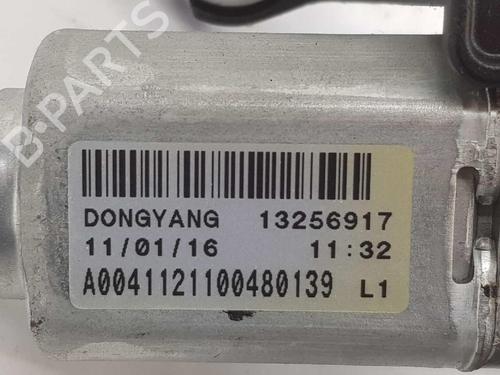 B-PARTS
DONGYANG 13256917
11/01/16 11:32
A0041121100480139 L1